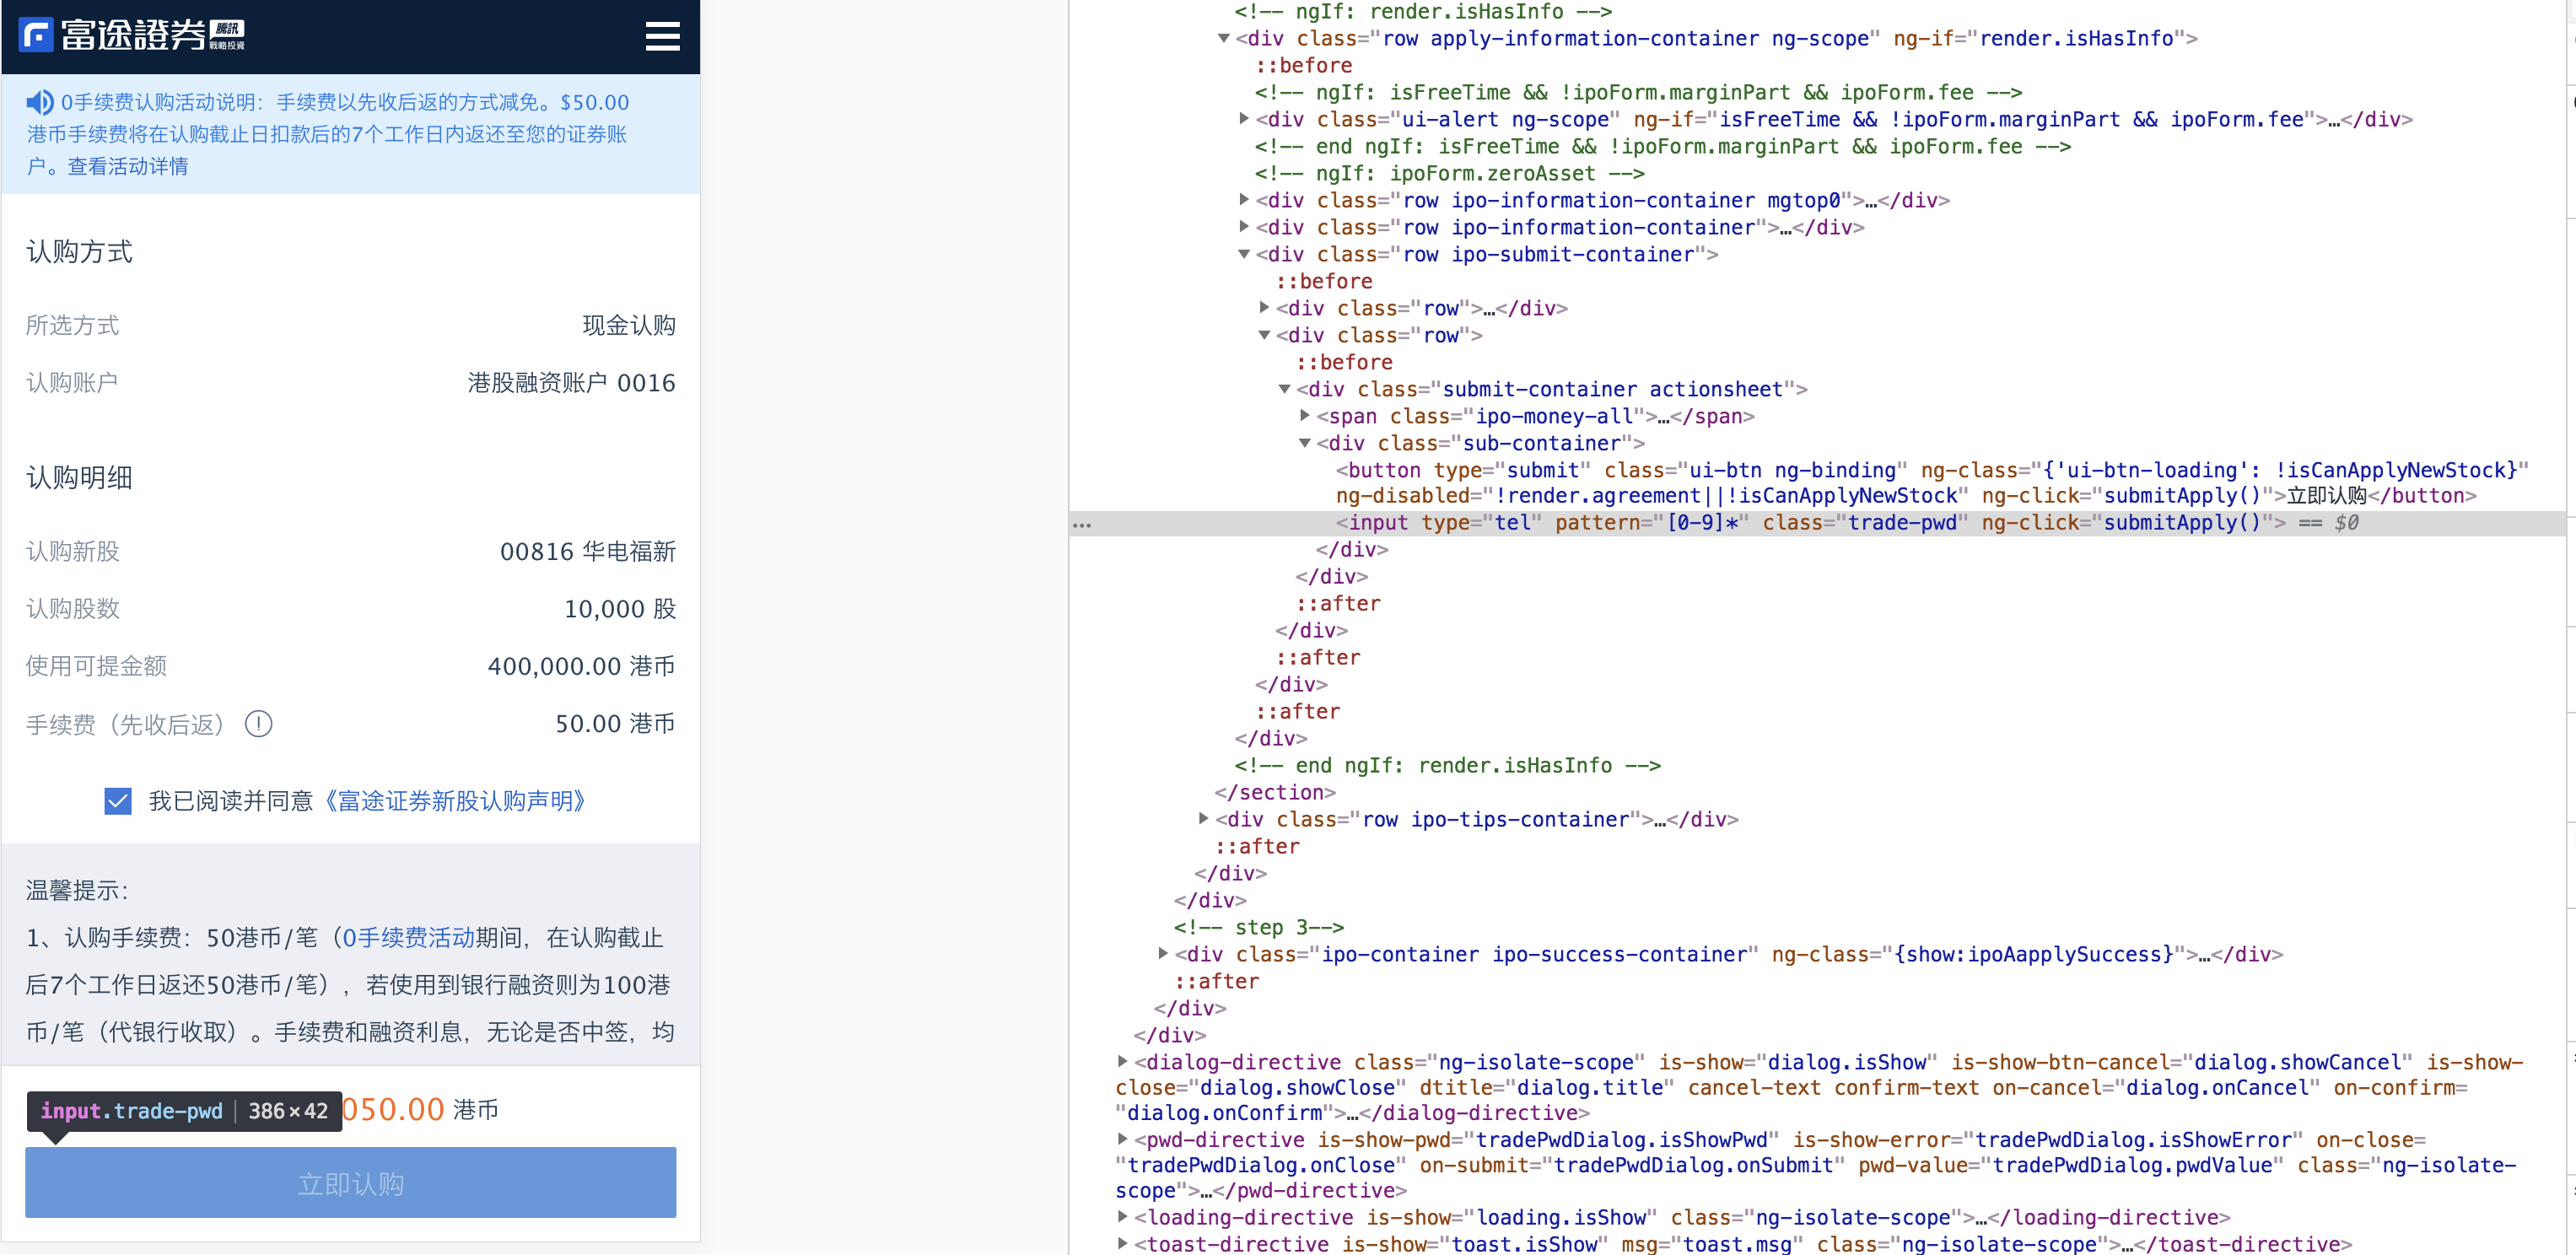 富途證券 騰訊 戰略投資
0手续费认购活动说明：手续费以先收后返的方式减免。$50.00
港币手续费将在认购截止日扣款后的7个工作日内返还至您的证券账
户。查看活动详情
认购方式
所选方式 现金认购
认购账户 港股融资账户 0016
认购明细
认购新股 00816 华电福新
认购股数 10,000 股
使用可提金额 400,000.00 港币
手续费（先收后返） 50.00 港币
我已阅读并同意《富途证券新股认购声明》
温馨提示：
1、认购手续费：50港币/笔（0手续费活动期间，在认购截止
后7个工作日返还50港币/笔），若使用到银行融资则为100港
币/笔（代银行收取）。手续费和融资利息，无论是否中签，均
input.trade-pwd | 386×42 050.00 港币
立即认购
<!-- ngIf: render.isHasInfo -->
▼<div class="row apply-information-container ng-scope" ng-if="render.isHasInfo">
::before
<!-- ngIf: isFreeTime && !ipoForm.marginPart && ipoForm.fee -->
▶<div class="ui-alert ng-scope" ng-if="isFreeTime && !ipoForm.marginPart && ipoForm.fee">…</div>
<!-- end ngIf: isFreeTime && !ipoForm.marginPart && ipoForm.fee -->
<!-- ngIf: ipoForm.zeroAsset -->
▶<div class="row ipo-information-container mgtop0">…</div>
▶<div class="row ipo-information-container">…</div>
▼<div class="row ipo-submit-container">
::before
▶<div class="row">…</div>
▼<div class="row">
::before
▼<div class="submit-container actionsheet">
▶<span class="ipo-money-all">…</span>
▼<div class="sub-container">
<button type="submit" class="ui-btn ng-binding" ng-class="{'ui-btn-loading': !isCanApplyNewStock}"
ng-disabled="!render.agreement||!isCanApplyNewStock" ng-click="submitApply()">立即认购</button>
… <input type="tel" pattern="[0-9]*" class="trade-pwd" ng-click="submitApply()"> == $0
</div>
</div>
::after
</div>
::after
</div>
::after
</div>
<!-- end ngIf: render.isHasInfo -->
</section>
▶<div class="row ipo-tips-container">…</div>
::after
</div>
</div>
<!-- step 3-->
▶<div class="ipo-container ipo-success-container" ng-class="{show:ipoAapplySuccess}">…</div>
::after
</div>
</div>
▶<dialog-directive class="ng-isolate-scope" is-show="dialog.isShow" is-show-btn-cancel="dialog.showCancel" is-show-
close="dialog.showClose" dtitle="dialog.title" cancel-text confirm-text on-cancel="dialog.onCancel" on-confirm=
"dialog.onConfirm">…</dialog-directive>
▶<pwd-directive is-show-pwd="tradePwdDialog.isShowPwd" is-show-error="tradePwdDialog.isShowError" on-close=
"tradePwdDialog.onClose" on-submit="tradePwdDialog.onSubmit" pwd-value="tradePwdDialog.pwdValue" class="ng-isolate-
scope">…</pwd-directive>
▶<loading-directive is-show="loading.isShow" class="ng-isolate-scope">…</loading-directive>
▶<toast-directive is-show="toast.isShow" msg="toast.msg" class="ng-isolate-scope">…</toast-directive>